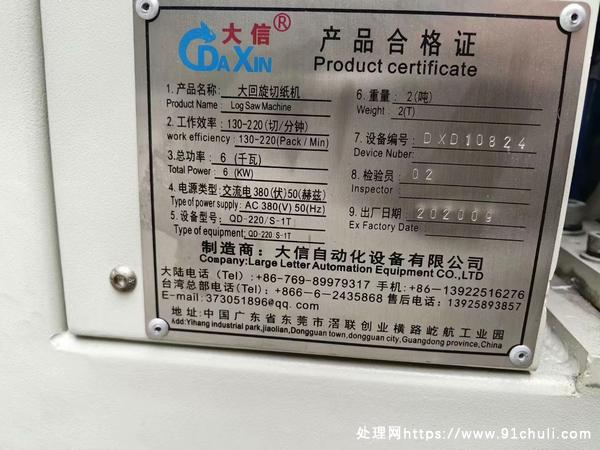 大信®
DAXIN
产品合格证
Product certificate
1. 产品名称: 大回旋切纸机
Product Name : Log Saw Machine
2. 工作效率: 130-220(切/分钟)
work efficiency: 130-220(Pack / Min)
3. 总功率: 6 (千瓦)
Total Power : 6 (KW)
4. 电源类型: 交流电380(伏)50(赫兹)
Type of power supply: AC 380(V) 50(Hz)
5. 设备型号: QD-220/S-1T
Type of equipment: QD-220/S-1T
6. 重量: 2(吨)
Weight : 2(T)
7. 设备编号: DXD10824
Device Nuber:
8. 检验员: 02
Inspector :
9. 出厂日期: 202009
Ex Factory Date :
制造商: 大信自动化设备有限公司
Company:Large Letter Automation Equipment CO.,LTD
大陆电话(Tel): +86-769-89979317 手机:+86-13922516276
台湾总部电话(Tel): +866-6-2435868 售后电话: 13925893857
E-mail: 373051896@qq.com
地址: 中国广东省东莞市滘联创业横路屹航工业园
Add:Yihang industrial park,jiaolian,Dongguan town,dongguan city, Guangdong province, China
处理网https://www.91chuli.com/